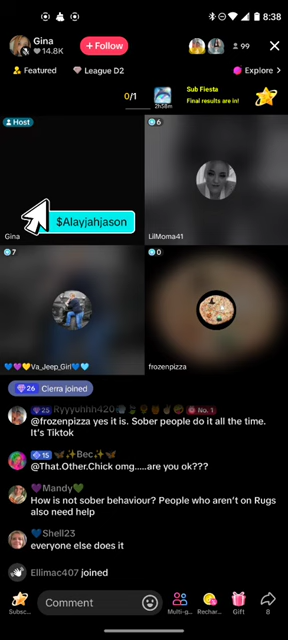 8:38
Gina
14.8K
+ Follow
99
Featured
League D2
Explore >
0/1
2h38m
Sub Fiesta
Final results are in!
Host
6
$Alayjahjason
Gina
LilMoma41
7
0
💙💜💛Va_Jeep_Girl💙🩵
frozenpizza
26 Cierra joined
25 Ryyyuhhh420 No. 1
@frozenpizza yes it is. Sober people do it all the time.
It's Tiktok
15 🦋✨Bec✨🦋
@That.Other.Chick omg.....are you ok???
💜Mandy💚
How is not sober behaviour? People who aren't on Rugs
also need help
💙Shell23
everyone else does it
Ellimac407 joined
Subsc...
Comment
Multi-g...
Rechar...
Gift
8